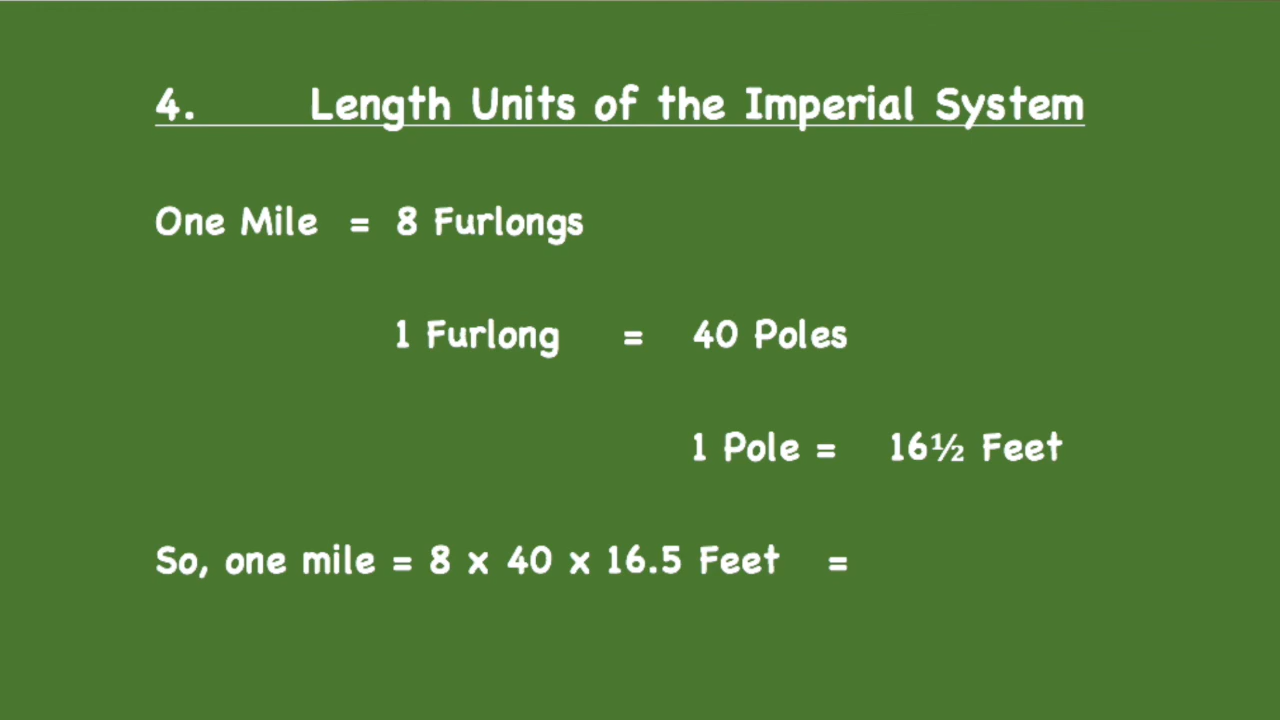 4. Length Units of the Imperial System
One Mile = 8 Furlongs
1 Furlong = 40 Poles
1 Pole = 16½ Feet
So, one mile = 8 x 40 x 16.5 Feet =